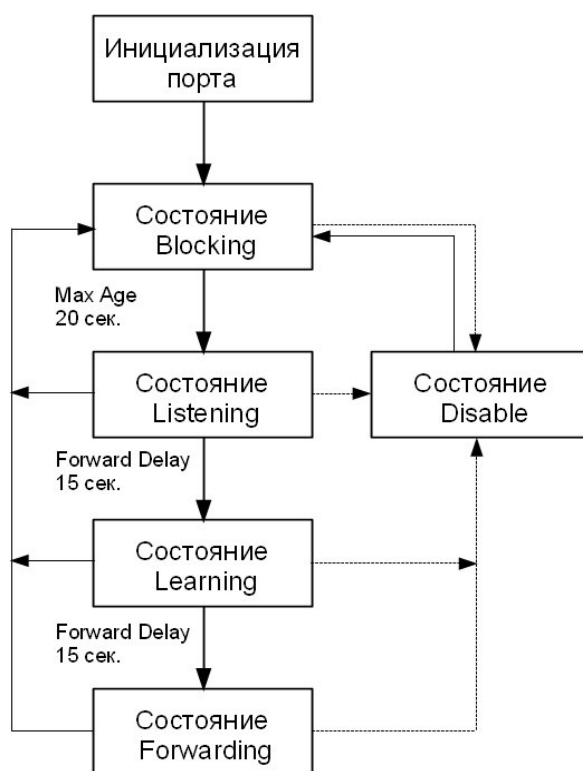 Инициализация
порта
Состояние
Blocking
Max Age
20 сек.
Состояние
Listening
Состояние
Disable
Forward Delay
15 сек.
Состояние
Learning
Forward Delay
15 сек.
Состояние
Forwarding